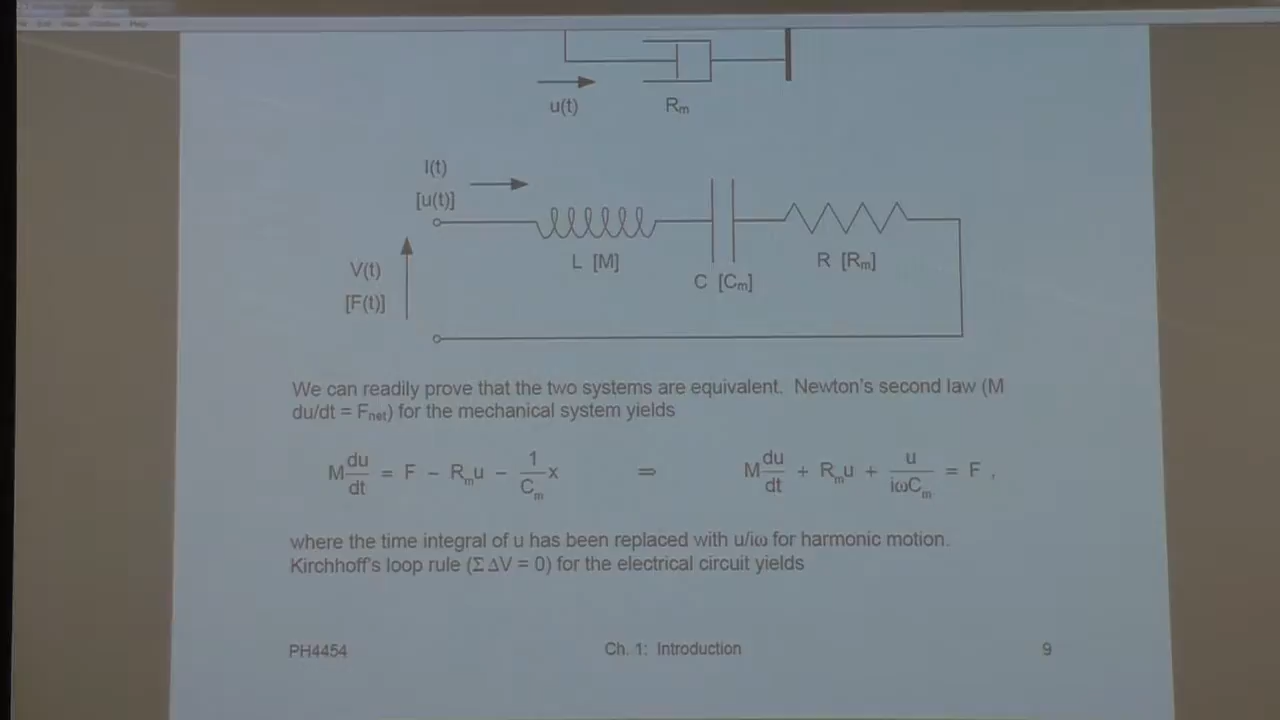 u(t)
Rm
I(t)
[u(t)]
L [M]
C [Cm]
R [Rm]
V(t)
[F(t)]
We can readily prove that the two systems are equivalent. Newton's second law (M
du/dt = Fnet) for the mechanical system yields
M du/dt = F − Rmu − 1/Cm x ⇒ M du/dt + Rmu + u/iωCm = F ,
where the time integral of u has been replaced with u/iω for harmonic motion.
Kirchhoff's loop rule (Σ ΔV = 0) for the electrical circuit yields
PH4454 Ch. 1: Introduction 9